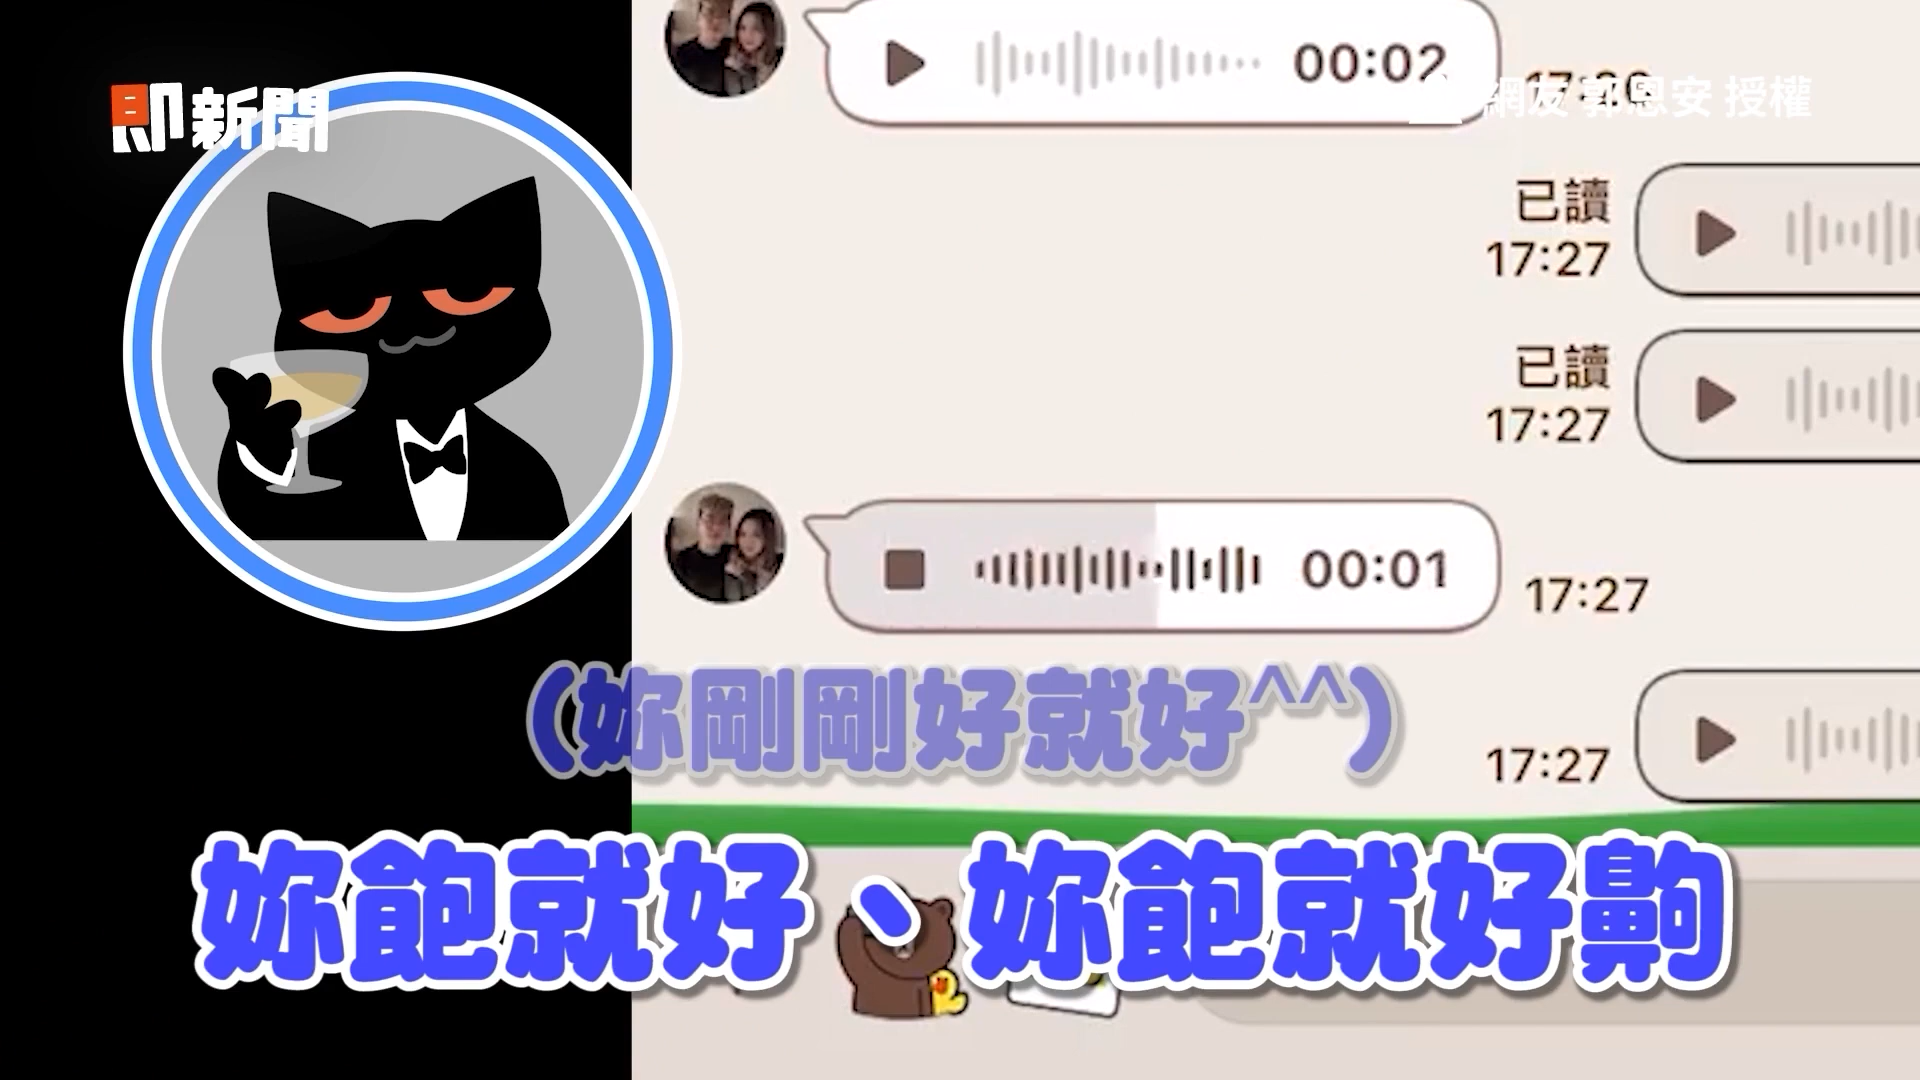 即新聞
00:02
網友 郭恩安 授權
已讀
17:27
已讀
17:27
00:01
17:27
(妳剛剛好就好^^)
17:27
妳飽就好、妳飽就好齁